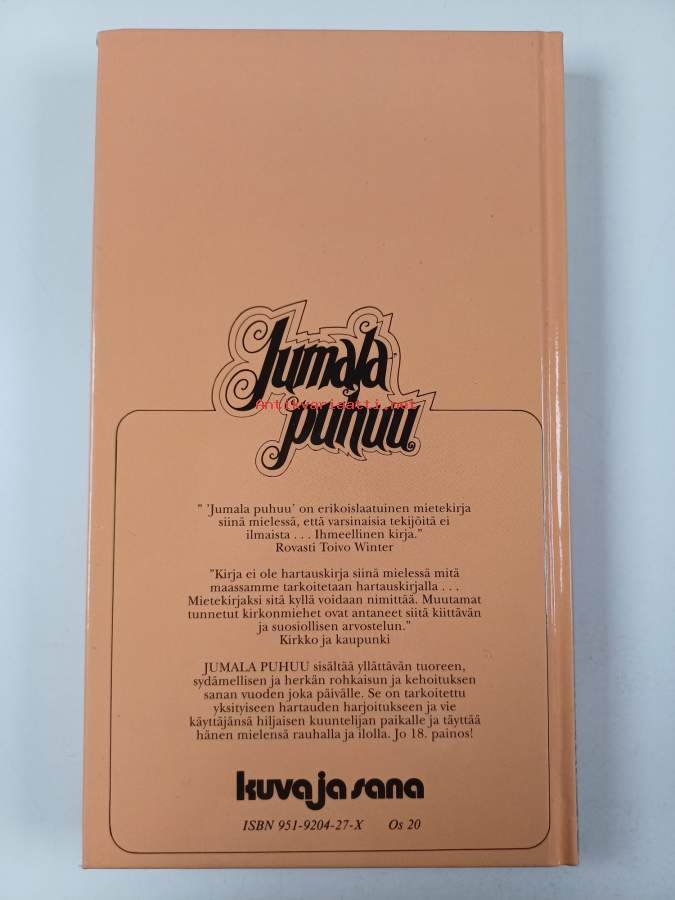 Jumala
Antikvariaatti.net
puhuu
” ’Jumala puhuu’ on erikoislaatuinen mietekirja
siinä mielessä, että varsinaisia tekijöitä ei
ilmaista . . . Ihmeellinen kirja.”
Rovasti Toivo Winter
”Kirja ei ole hartauskirja siinä mielessä mitä
maassamme tarkoitetaan hartauskirjalla . . .
Mietekirjaksi sitä kyllä voidaan nimittää. Muutamat
tunnetut kirkonmiehet ovat antaneet siitä kiittävän
ja suosiollisen arvostelun.”
Kirkko ja kaupunki
JUMALA PUHUU sisältää yllättävän tuoreen,
sydämellisen ja herkän rohkaisun ja kehoituksen
sanan vuoden joka päivälle. Se on tarkoitettu
yksityiseen hartauden harjoitukseen ja vie
käyttäjänsä hiljaisen kuuntelijan paikalle ja täyttää
hänen mielensä rauhalla ja ilolla. Jo 18. painos!
kuva ja sana
ISBN 951-9204-27-X Os 20